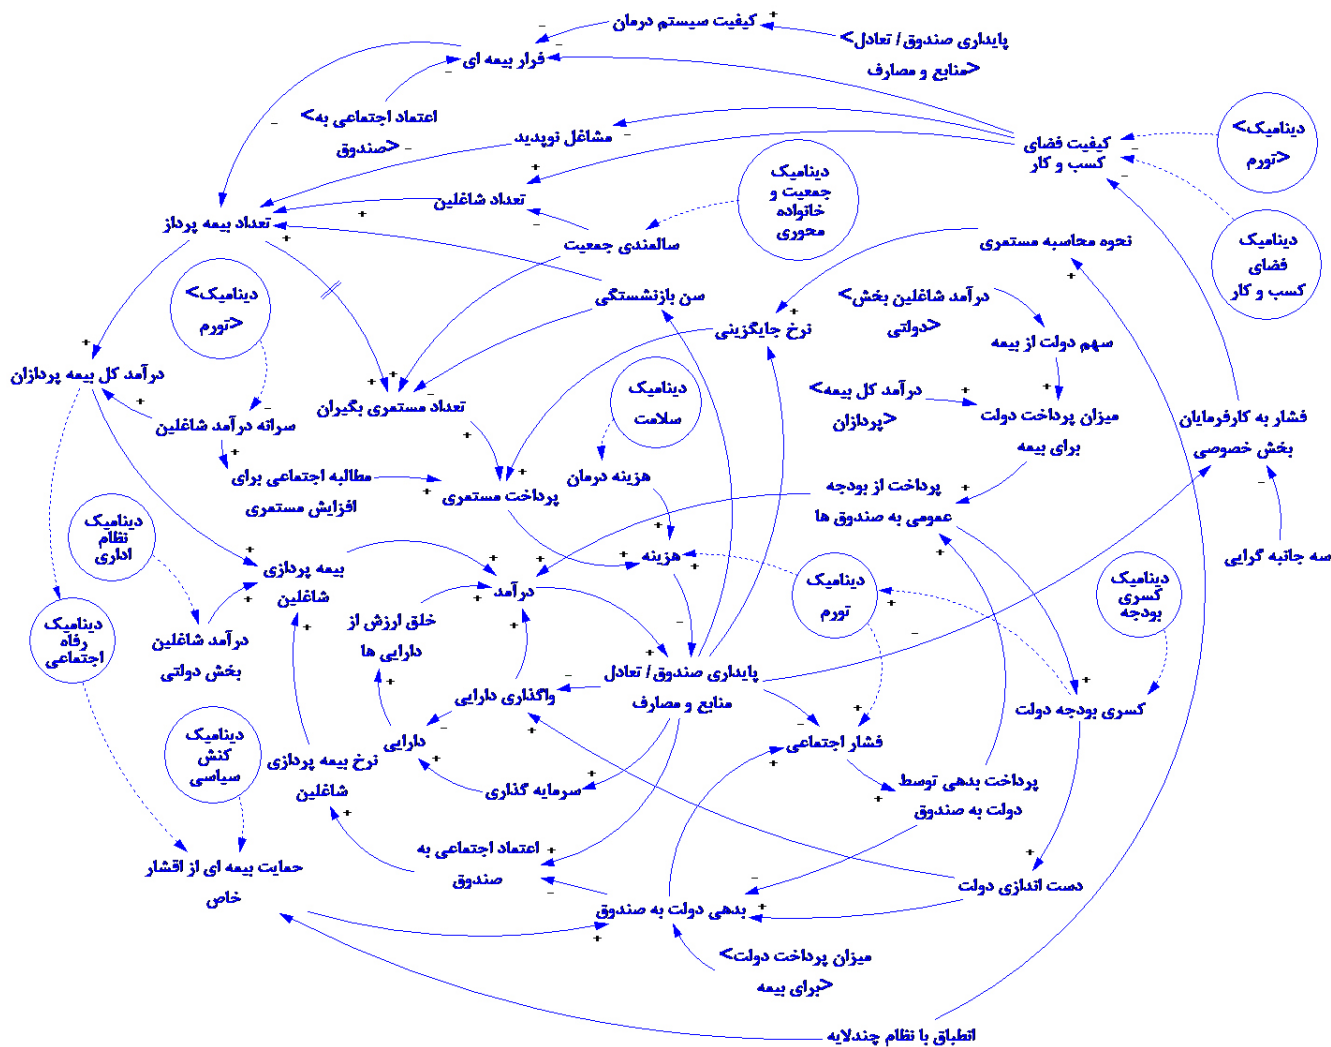 کیفیت سیستم درمان
<پایداری صندوق/ تعادل
منابع و مصارف>
فرار بیمه ای
<اعتماد اجتماعی به
صندوق>
مشاغل نوپدید
کیفیت فضای
کسب و کار
<دینامیک
تورم>
دینامیک
جمعیت و
خانواده
محوری
تعداد شاغلین
تعداد بیمه پرداز
سالمندی جمعیت
نحوه محاسبه مستمری
دینامیک
فضای
کسب و کار
<دینامیک
تورم>
سن بازنشستگی
<درآمد شاغلین بخش
دولتی>
نرخ جایگزینی
سهم دولت از بیمه
درآمد کل بیمه پردازان
دینامیک
سلامت
<درآمد کل بیمه
پردازان>
میزان پرداخت دولت
برای بیمه
فشار به کارفرمایان
بخش خصوصی
تعداد مستمری بگیران
سرانه درآمد شاغلین
مطالبه اجتماعی برای
افزایش مستمری
هزینه درمان
پرداخت مستمری
پرداخت از بودجه
عمومی به صندوق ها
دینامیک
نظام
اداری
هزینه
سه جانبه گرایی
بیمه پردازی
شاغلین
درآمد
دینامیک
تورم
دینامیک
کسری
بودجه
دینامیک
رفاه
اجتماعی
درآمد شاغلین
بخش دولتی
خلق ارزش از
دارایی ها
پایداری صندوق/ تعادل
منابع و مصارف
واگذاری دارایی
کسری بودجه دولت
دینامیک
کنش
سیاسی
دارایی
فشار اجتماعی
نرخ بیمه پردازی
شاغلین
سرمایه گذاری
پرداخت بدهی توسط
دولت به صندوق
اعتماد اجتماعی به
صندوق
حمایت بیمه ای از اقشار
خاص
دست اندازی دولت
بدهی دولت به صندوق
<میزان پرداخت دولت
برای بیمه>
انطباق با نظام چندلایه